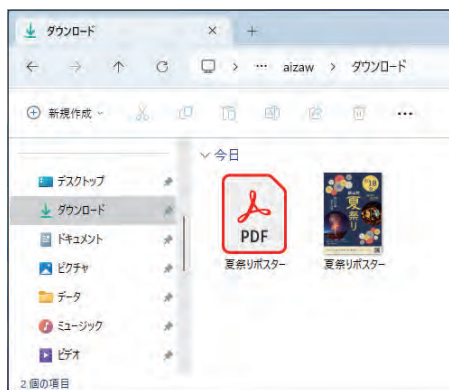 ダウンロード
aizaw > ダウンロード
新規作成
今日
デスクトップ
ダウンロード
ドキュメント
ピクチャ
データ
ミュージック
ビデオ
PDF
夏祭り
夏祭りポスター
夏祭りポスター
2 個の項目